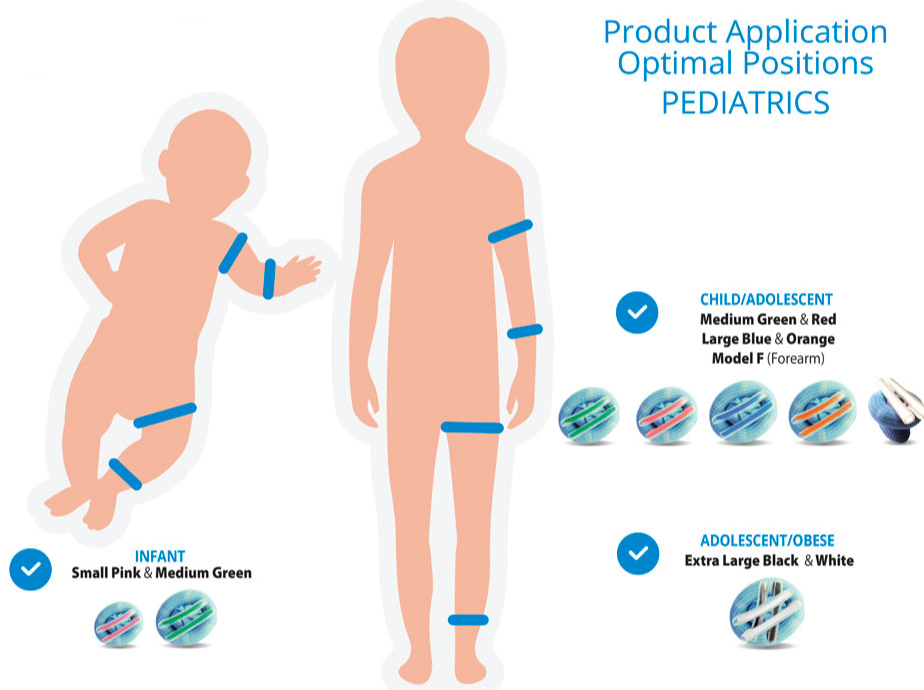 Product Application
Optimal Positions
PEDIATRICS
CHILD/ADOLESCENT
Medium Green & Red
Large Blue & Orange
Model F (Forearm)
ADOLESCENT/OBESE
Extra Large Black & White
INFANT
Small Pink & Medium Green